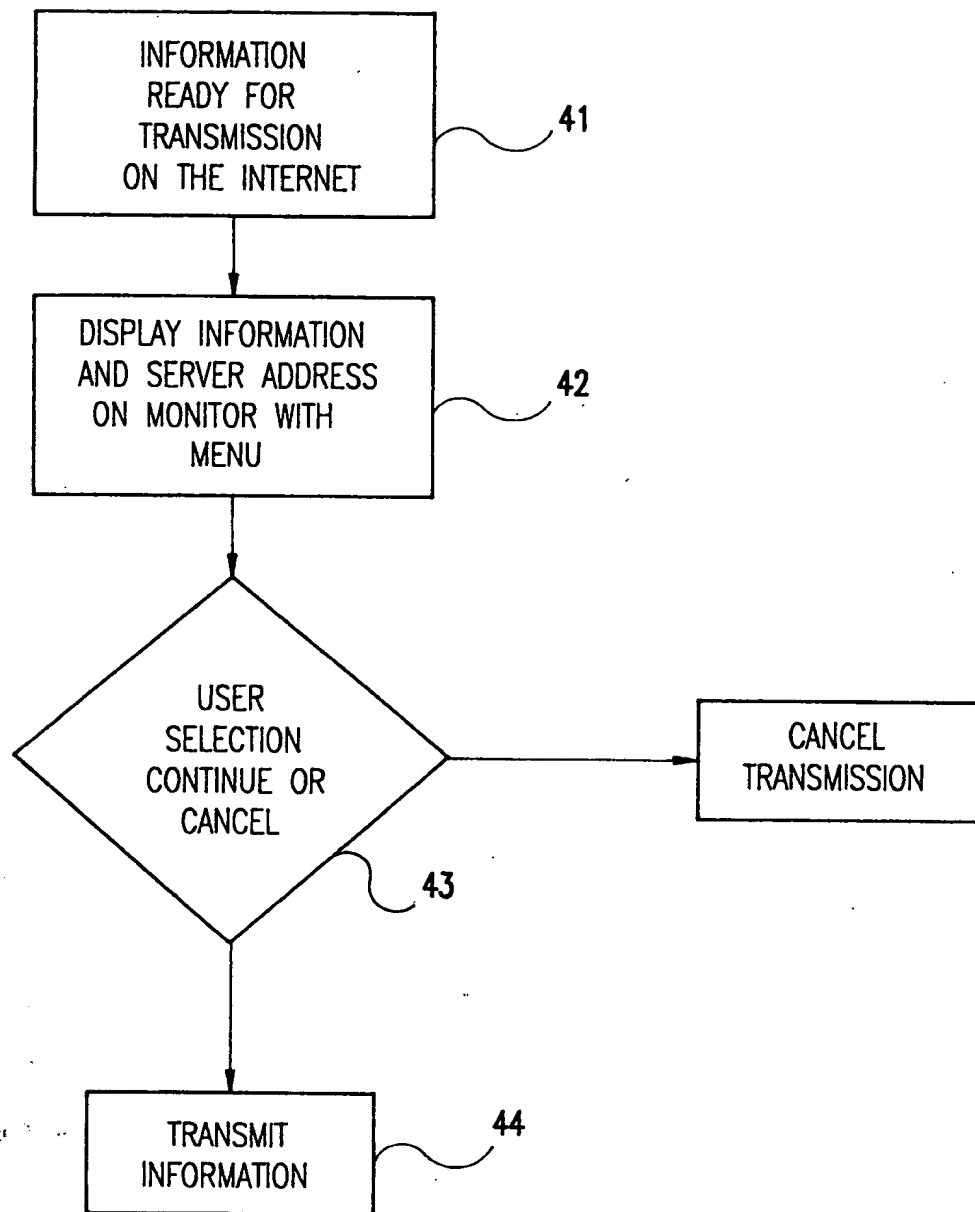 INFORMATION
READY FOR
TRANSMISSION
ON THE INTERNET
41
DISPLAY INFORMATION
AND SERVER ADDRESS
ON MONITOR WITH
MENU
42
USER
SELECTION
CONTINUE OR
CANCEL
43
CANCEL
TRANSMISSION
TRANSMIT
INFORMATION
44